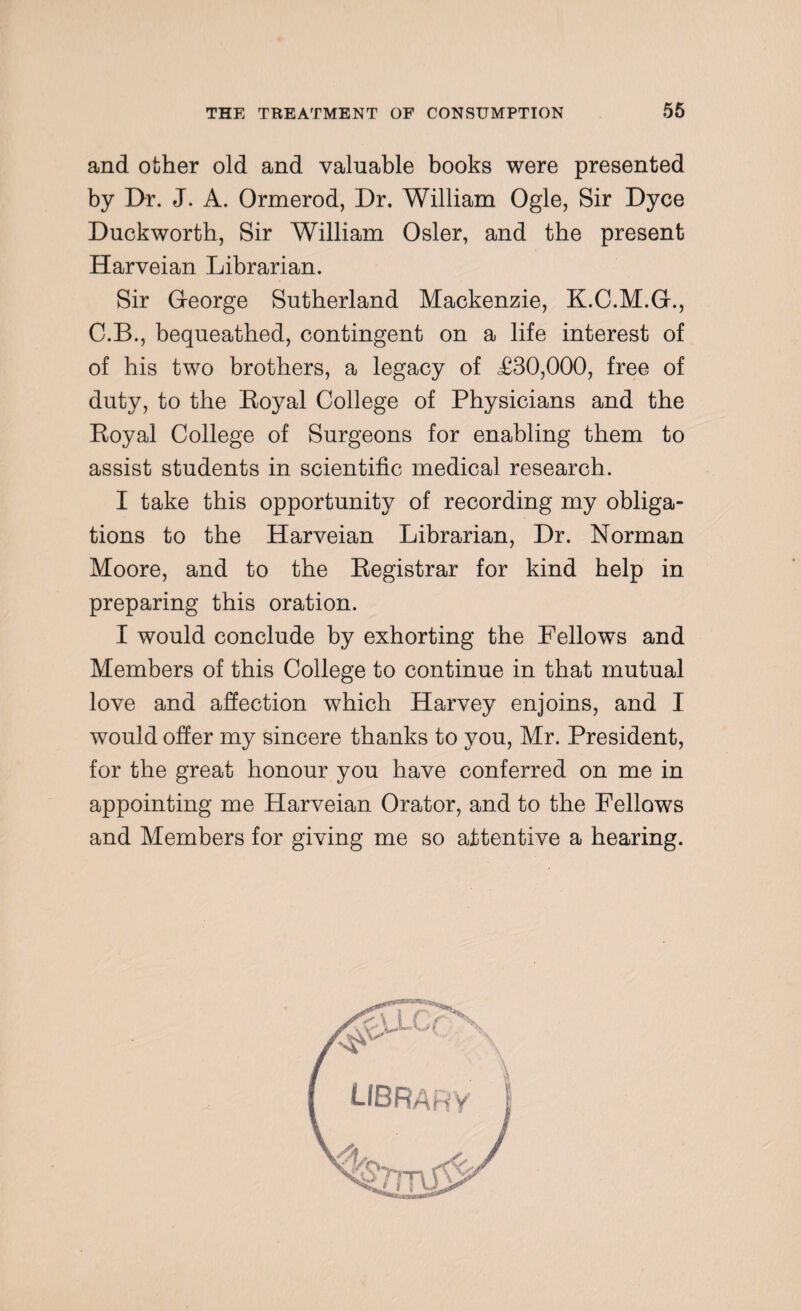 THE TREATMENT OF CONSUMPTION 55
and other old and valuable books were presented
by Dr. J. A. Ormerod, Dr. William Ogle, Sir Dyce
Duckworth, Sir William Osler, and the present
Harveian Librarian.
Sir George Sutherland Mackenzie, K.C.M.G.,
C.B., bequeathed, contingent on a life interest of
of his two brothers, a legacy of £30,000, free of
duty, to the Royal College of Physicians and the
Royal College of Surgeons for enabling them to
assist students in scientific medical research.
I take this opportunity of recording my obliga-
tions to the Harveian Librarian, Dr. Norman
Moore, and to the Registrar for kind help in
preparing this oration.
I would conclude by exhorting the Fellows and
Members of this College to continue in that mutual
love and affection which Harvey enjoins, and I
would offer my sincere thanks to you, Mr. President,
for the great honour you have conferred on me in
appointing me Harveian Orator, and to the Fellows
and Members for giving me so attentive a hearing.
LIBRARY